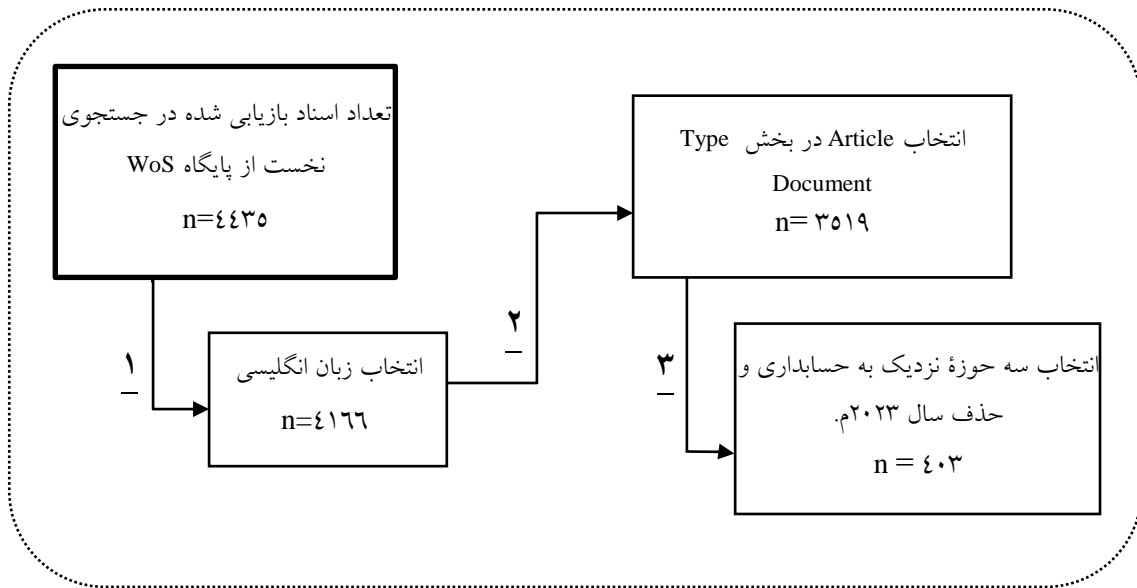 تعداد اسناد بازیابی شده در جستجوی
نخست از پایگاه WoS
n=٤٤٣٥
١
انتخاب زبان انگلیسی
n=٤١٦٦
٢
انتخاب Article در بخش Type
Document
n= ٣٥١٩
٣
انتخاب سه حوزۀ نزدیک به حسابداری و
حذف سال ٢٠٢٣م.
n = ٤٠٣